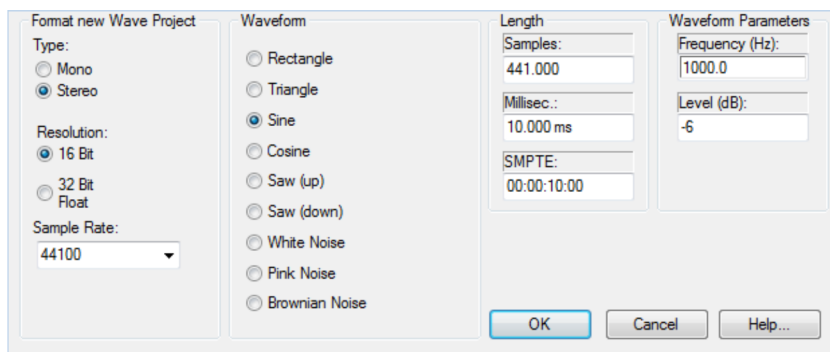 Format new Wave Project
Type:
Mono
Stereo
Resolution:
16 Bit
32 Bit
Float
Sample Rate:
44100
Waveform
Rectangle
Triangle
Sine
Cosine
Saw (up)
Saw (down)
White Noise
Pink Noise
Brownian Noise
Length
Samples:
441.000
Millisec.:
10.000 ms
SMPTE:
00:00:10:00
Waveform Parameters
Frequency (Hz):
1000.0
Level (dB):
-6
OK
Cancel
Help...